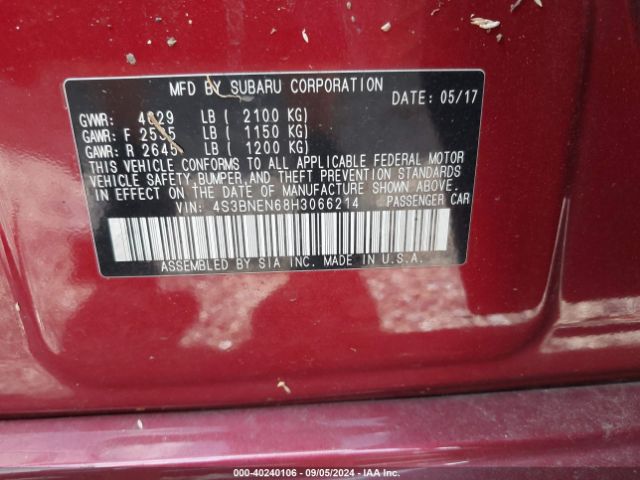 MFD BY SUBARU CORPORATION
DATE: 05/17
GVWR: 4629 LB ( 2100 KG)
GAWR: F 2535 LB ( 1150 KG)
GAWR: R 2645 LB ( 1200 KG)
THIS VEHICLE CONFORMS TO ALL APPLICABLE FEDERAL MOTOR
VEHICLE SAFETY, BUMPER, AND THEFT PREVENTION STANDARDS
IN EFFECT ON THE DATE OF MANUFACTURE SHOWN ABOVE.
VIN: 4S3BNEN68H3066214 PASSENGER CAR
ASSEMBLED BY SIA INC. MADE IN U.S.A.
000-40240106 - 09/05/2024 - IAA Inc.